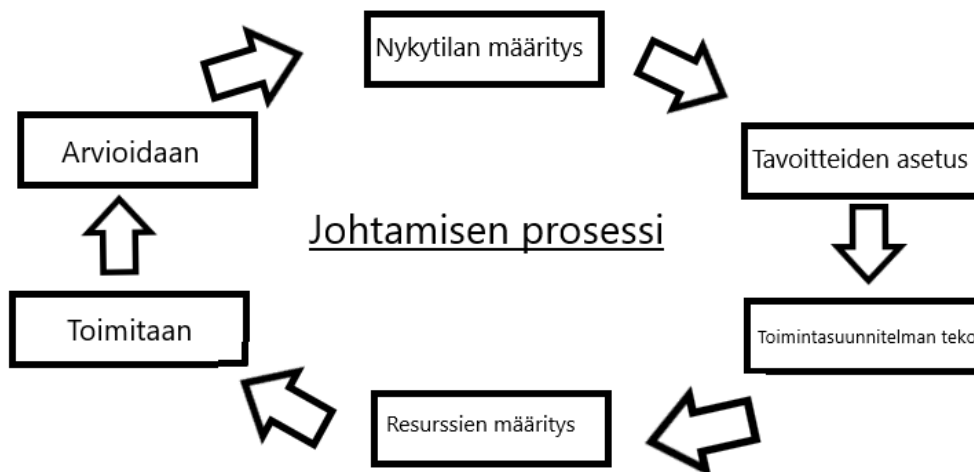 Nykytilan määritys
Tavoitteiden asetus
Toimintasuunnitelman teko
Resurssien määritys
Toimitaan
Arvioidaan
Johtamisen prosessi